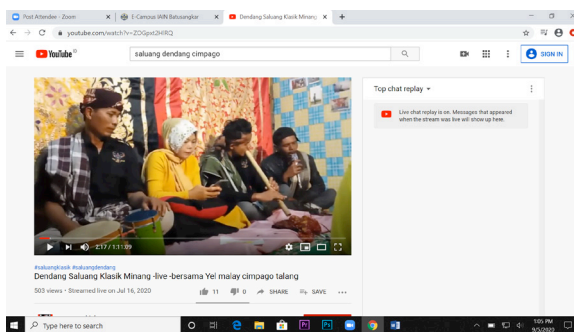 Post Attendee - Zoom
E-Campus IAIN Batusangkar
Dendang Saluang Klasik Minang
youtube.com/watch?v=ZOGpxt2HIRQ
YouTube
saluang dendang cimpago
SIGN IN
Top chat replay
Live chat replay is on. Messages that appeared
when the stream was live will show up here.
2:17 / 1:11:09
#saluangklasik #saluangdendang
Dendang Saluang Klasik Minang -live -bersama Yel malay cimpago talang
503 views • Streamed live on Jul 16, 2020
11
0
SHARE
SAVE
Type here to search
1:05 PM
9/5/2020